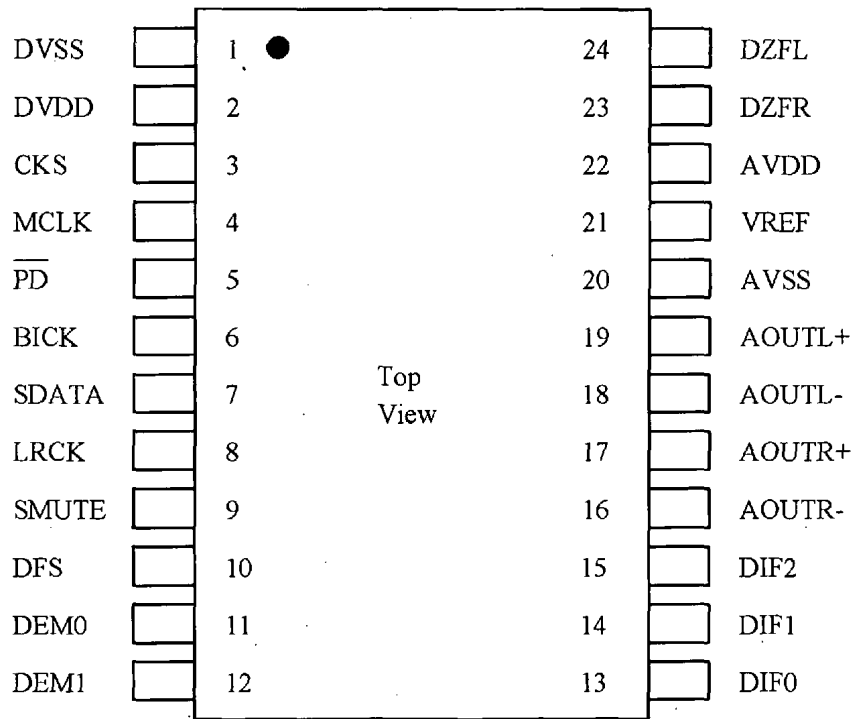 DVSS 1 24 DZFL
DVDD 2 23 DZFR
CKS 3 22 AVDD
MCLK 4 21 VREF
P̅D̅ 5 20 AVSS
BICK 6 19 AOUTL+
SDATA 7 18 AOUTL-
LRCK 8 17 AOUTR+
SMUTE 9 16 AOUTR-
DFS 10 15 DIF2
DEM0 11 14 DIF1
DEM1 12 13 DIF0
Top
View